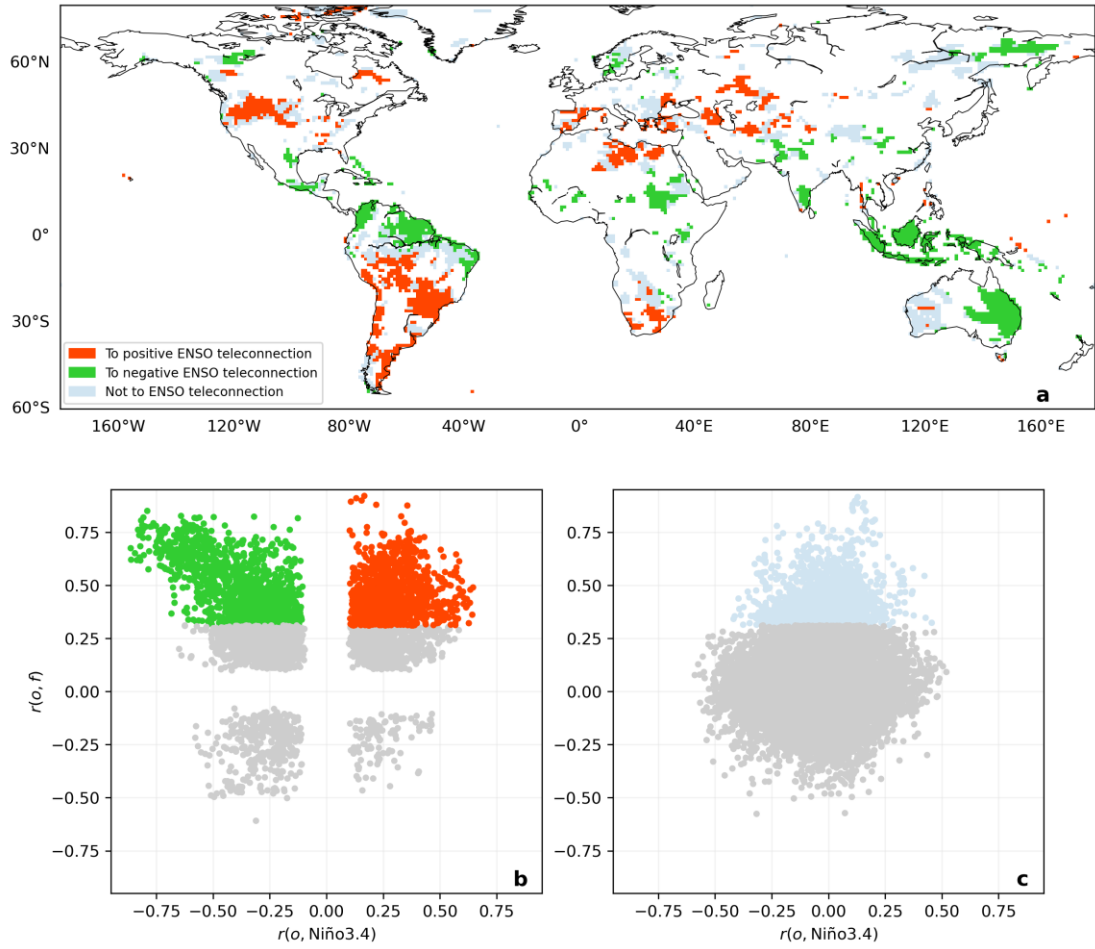 60°N
30°N
0°
30°S
60°S
To positive ENSO teleconnection
To negative ENSO teleconnection
Not to ENSO teleconnection
a
160°W 120°W 80°W 40°W 0° 40°E 80°E 120°E 160°E
0.75
0.50
0.25
0.00
−0.25
−0.50
−0.75
r(o, f)
b
−0.75 −0.50 −0.25 0.00 0.25 0.50 0.75
r(o, Niño3.4)
0.75
0.50
0.25
0.00
−0.25
−0.50
−0.75
c
−0.75 −0.50 −0.25 0.00 0.25 0.50 0.75
r(o, Niño3.4)